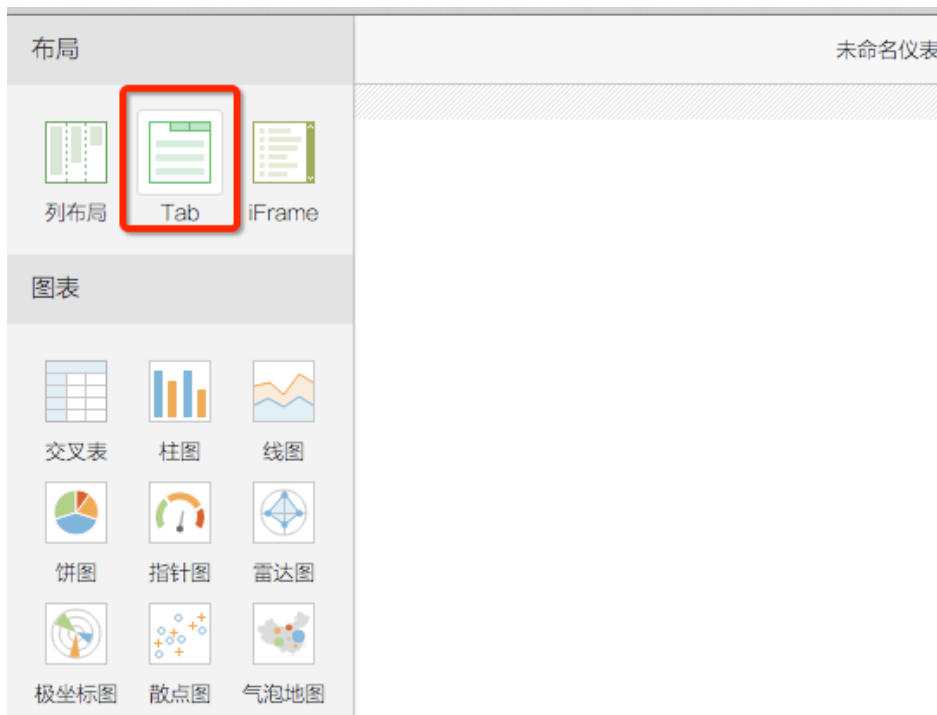 布局
未命名仪表
列布局 Tab iFrame
图表
交叉表 柱图 线图
饼图 指针图 雷达图
极坐标图 散点图 气泡地图